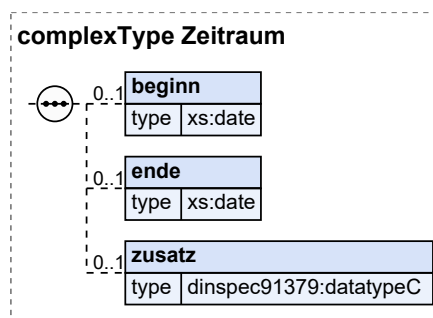 complexType Zeitraum
0..1 beginn
type xs:date
0..1 ende
type xs:date
0..1 zusatz
type dinspec91379:datatypeC